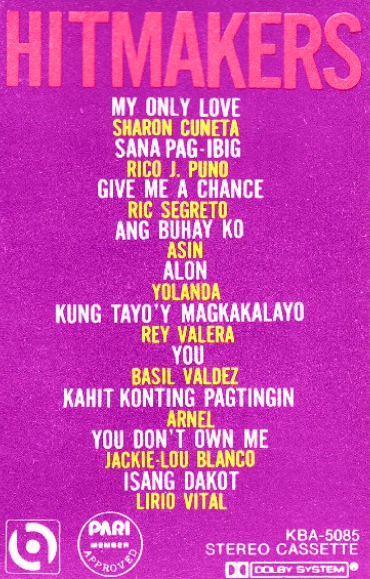 HITMAKERS
MY ONLY LOVE
SHARON CUNETA
SANA PAG-IBIG
RICO J. PUNO
GIVE ME A CHANCE
RIC SEGRETO
ANG BUHAY KO
ASIN
ALON
YOLANDA
KUNG TAYO'Y MAGKAKALAYO
REY VALERA
YOU
BASIL VALDEZ
KAHIT KONTING PAGTINGIN
ARNEL
YOU DON'T OWN ME
JACKIE-LOU BLANCO
ISANG DAKOT
LIRIO VITAL
PARI
MEMBER
APPROVED
KBA-5085
STEREO CASSETTE
DOLBY SYSTEM ®